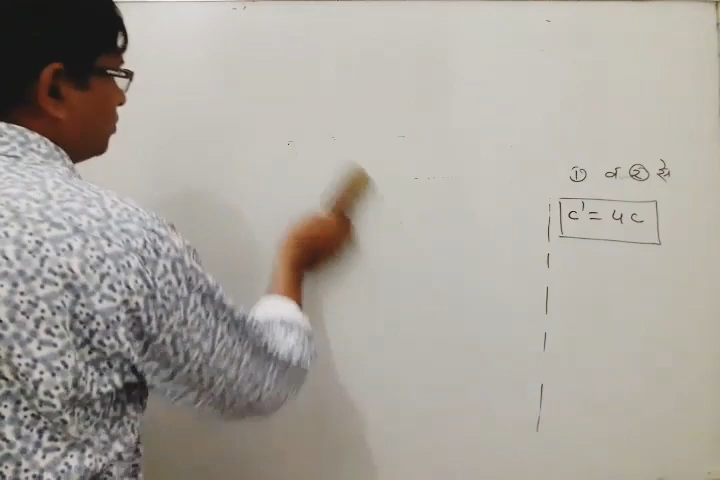 ① व ② से
c' = 4c